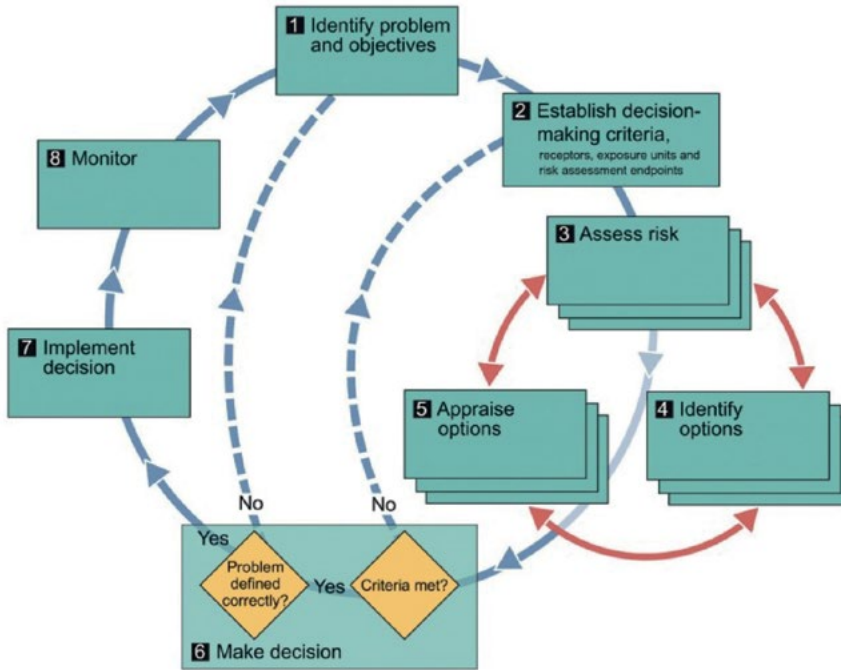 1 Identify problem
and objectives
2 Establish decision-
making criteria,
receptors, exposure units and
risk assessment endpoints
3 Assess risk
4 Identify
options
5 Appraise
options
No
No
Yes
Problem
defined
correctly?
Yes
Criteria met?
6 Make decision
7 Implement
decision
8 Monitor